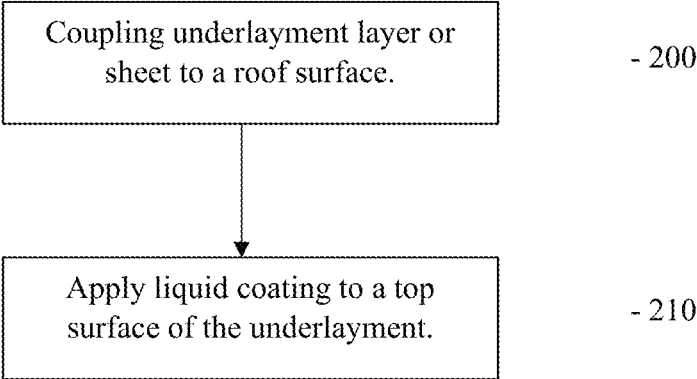 Coupling underlayment layer or
sheet to a roof surface.
- 200
Apply liquid coating to a top
surface of the underlayment.
- 210